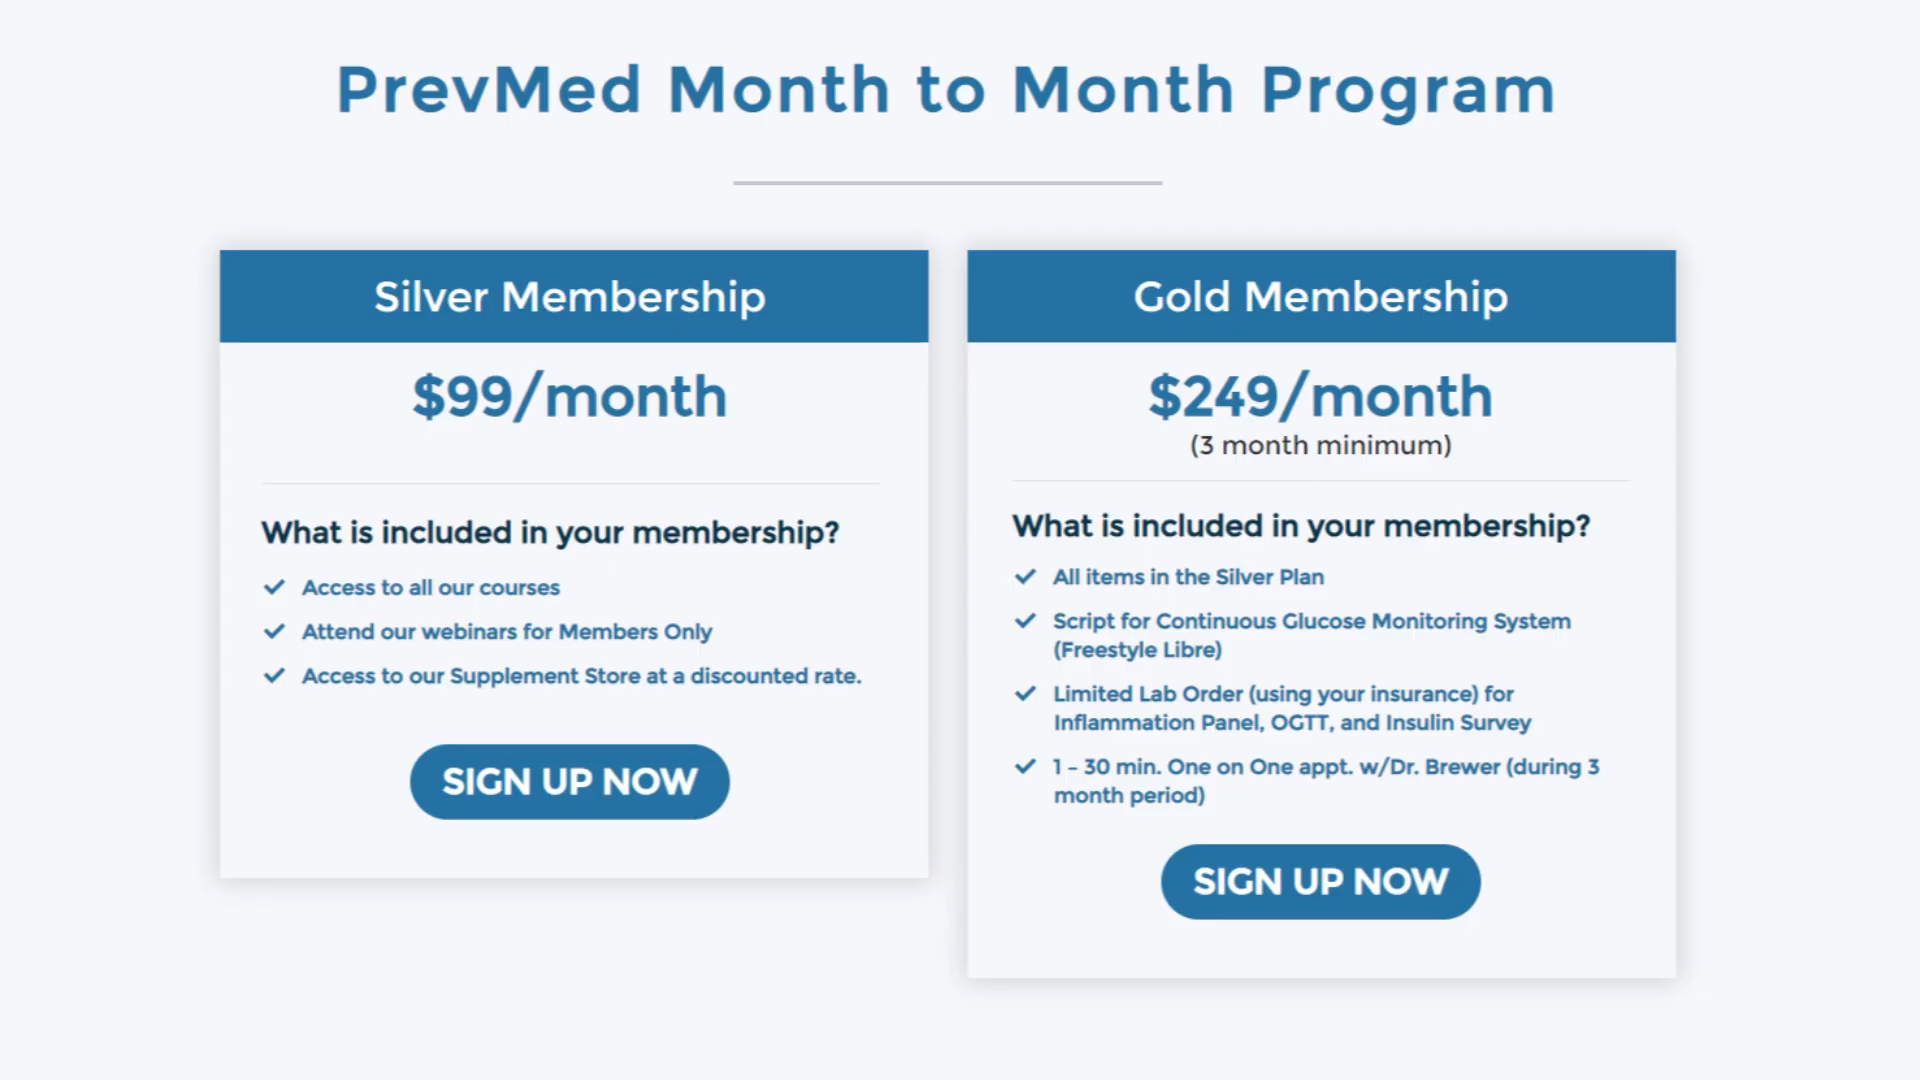 PrevMed Month to Month Program
Silver Membership
$99/month
What is included in your membership?
Access to all our courses
Attend our webinars for Members Only
Access to our Supplement Store at a discounted rate.
SIGN UP NOW
Gold Membership
$249/month
(3 month minimum)
What is included in your membership?
All items in the Silver Plan
Script for Continuous Glucose Monitoring System
(Freestyle Libre)
Limited Lab Order (using your insurance) for
Inflammation Panel, OGTT, and Insulin Survey
1 – 30 min. One on One appt. w/Dr. Brewer (during 3
month period)
SIGN UP NOW